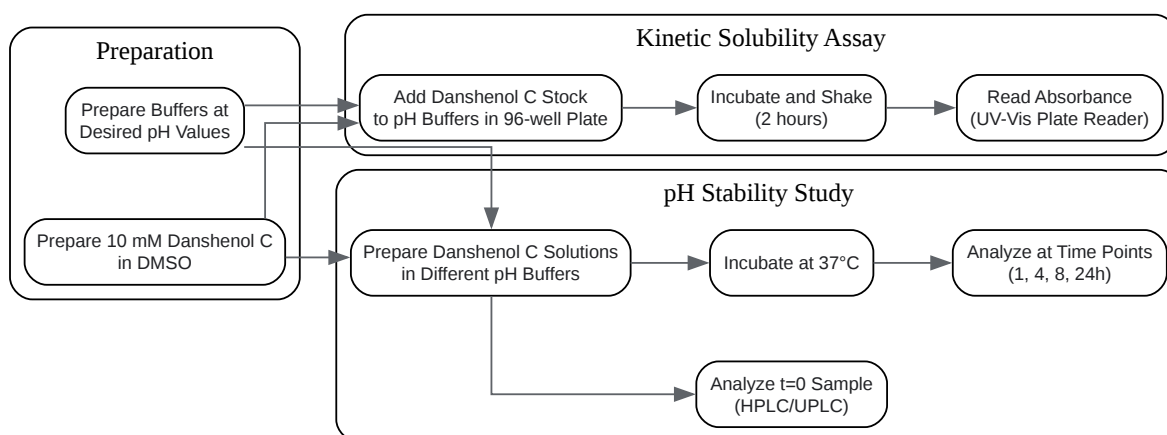 Preparation
Prepare Buffers at
Desired pH Values
Prepare 10 mM Danshenol C
in DMSO
Kinetic Solubility Assay
Add Danshenol C Stock
to pH Buffers in 96-well Plate
Incubate and Shake
(2 hours)
Read Absorbance
(UV-Vis Plate Reader)
pH Stability Study
Prepare Danshenol C Solutions
in Different pH Buffers
Incubate at 37°C
Analyze at Time Points
(1, 4, 8, 24h)
Analyze t=0 Sample
(HPLC/UPLC)